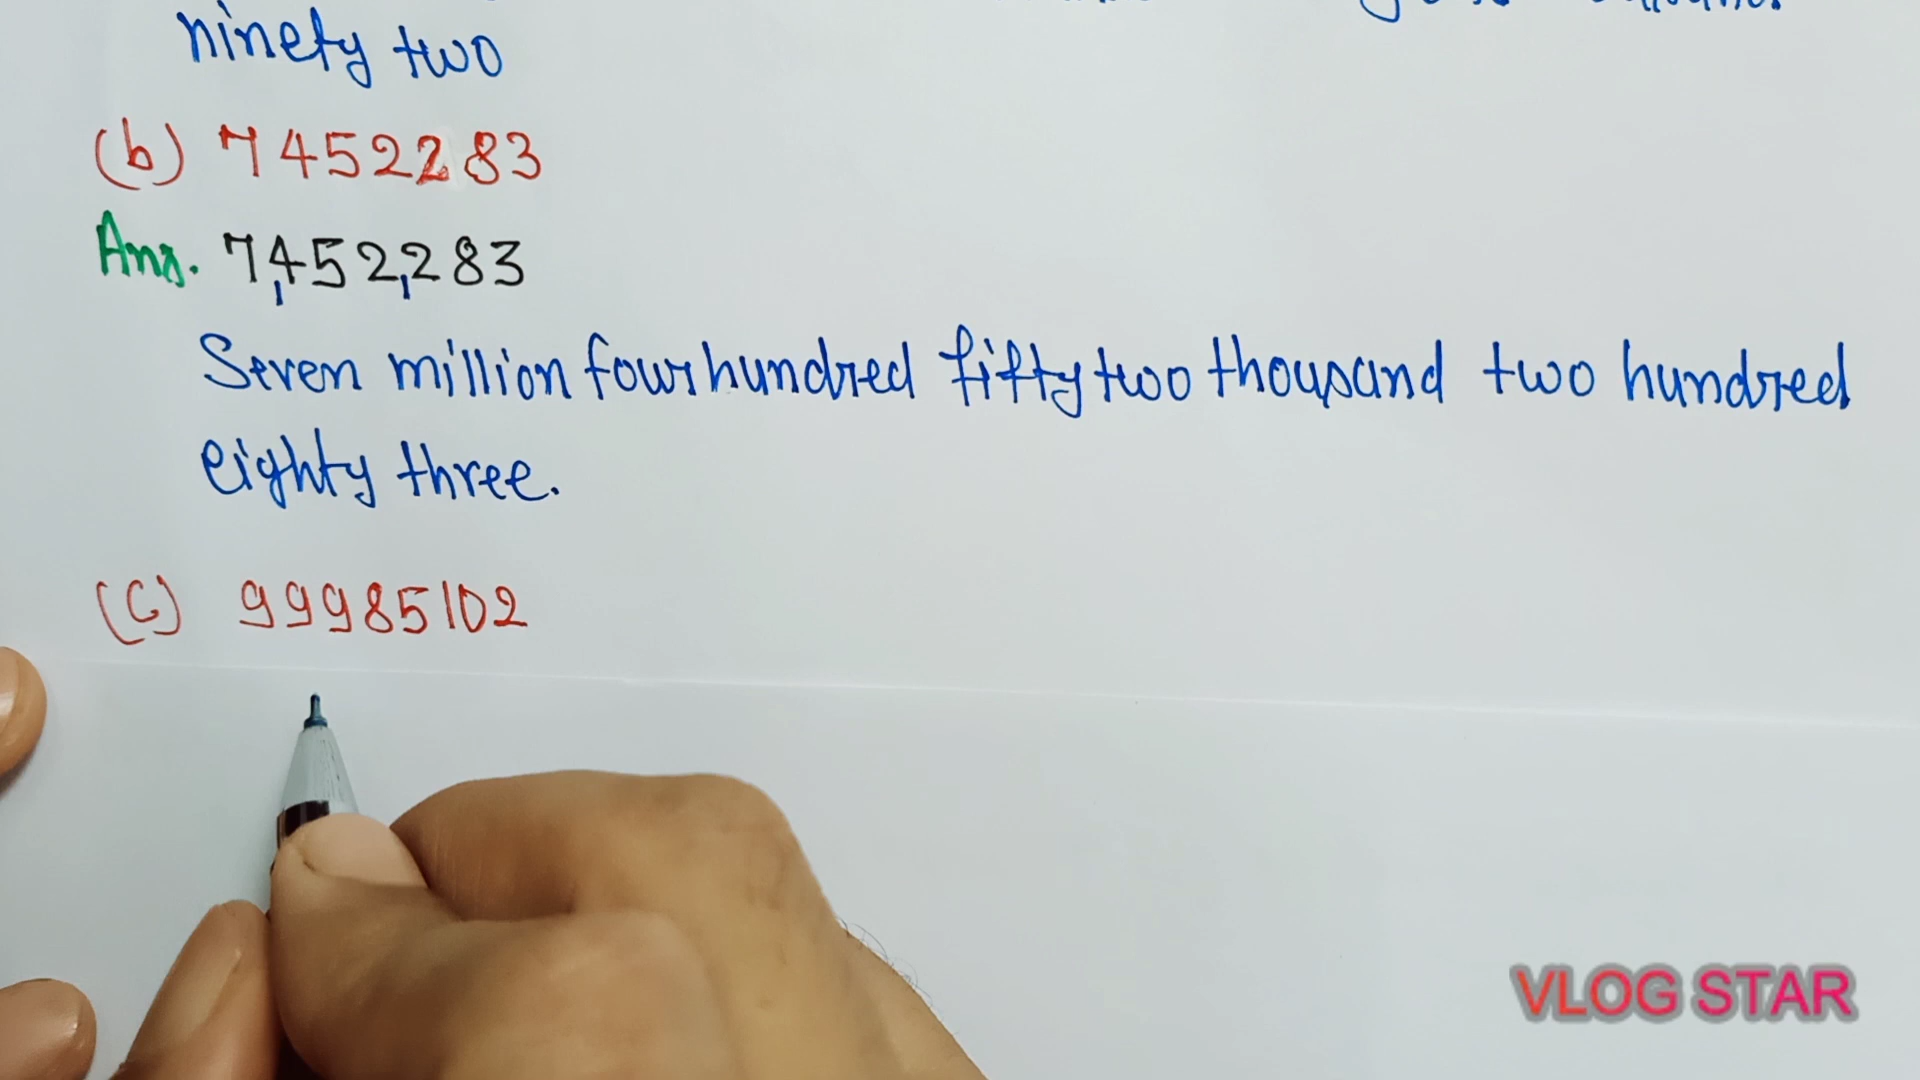 ninety two
(b) 7452283
Ans. 7,452,283
Seven million four hundred fifty two thousand two hundred
eighty three.
(c) 99985102
VLOG STAR